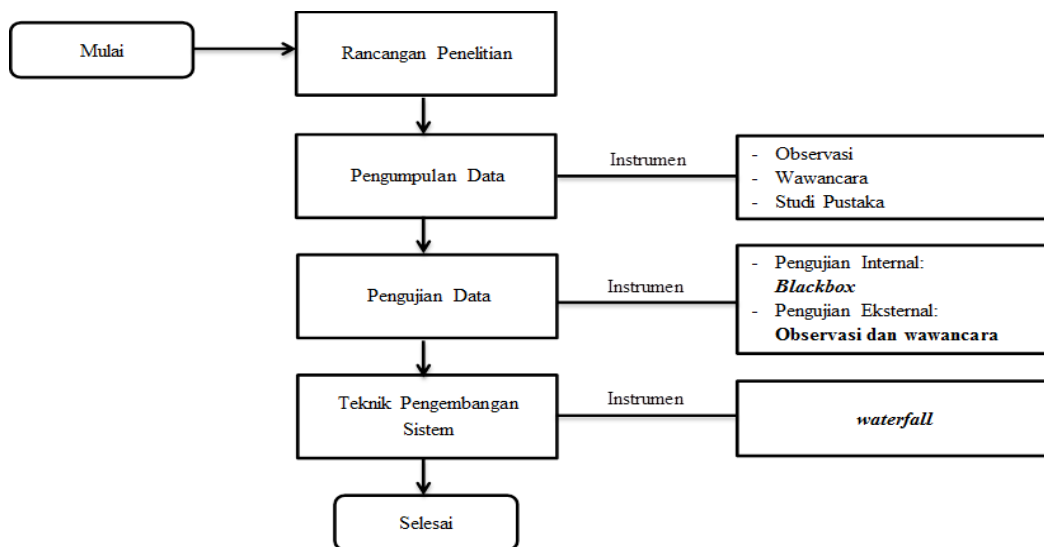 Mulai
Rancangan Penelitian
Pengumpulan Data
Instrumen
- Observasi
- Wawancara
- Studi Pustaka
Pengujian Data
Instrumen
- Pengujian Internal:
Blackbox
- Pengujian Eksternal:
Observasi dan wawancara
Teknik Pengembangan
Sistem
Instrumen
waterfall
Selesai